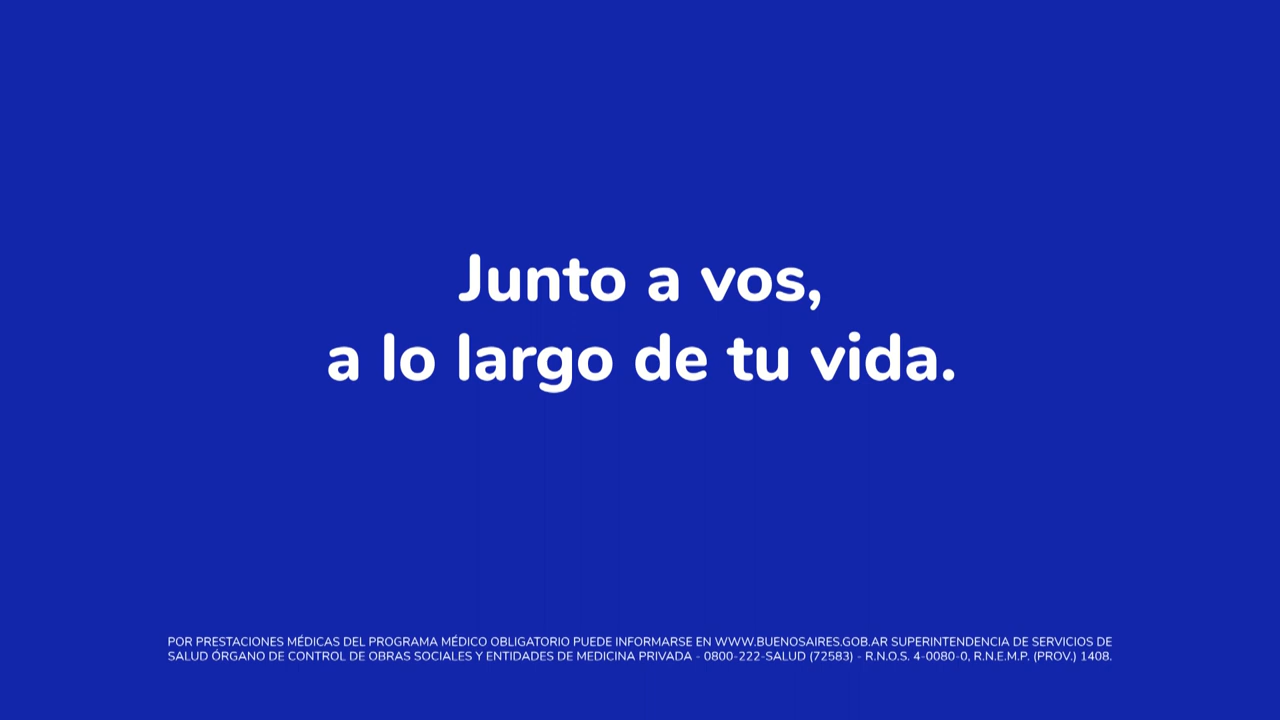 Junto a vos,
a lo largo de tu vida.
POR PRESTACIONES MÉDICAS DEL PROGRAMA MÉDICO OBLIGATORIO PUEDE INFORMARSE EN WWW.BUENOSAIRES.GOB.AR SUPERINTENDENCIA DE SERVICIOS DE
SALUD ÓRGANO DE CONTROL DE OBRAS SOCIALES Y ENTIDADES DE MEDICINA PRIVADA - 0800-222-SALUD (72583) - R.N.O.S. 4-0080-0, R.N.E.M.P. (PROV.) 1408.